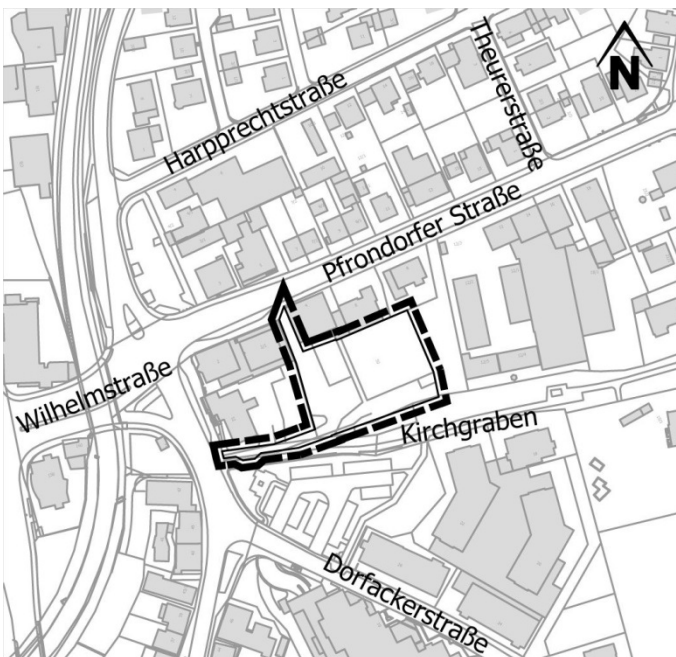 Theurerstraße
N
Harpprechtstraße
Pfrondorfer Straße
Wilhelmstraße
Kirchgraben
Dorfackerstraße